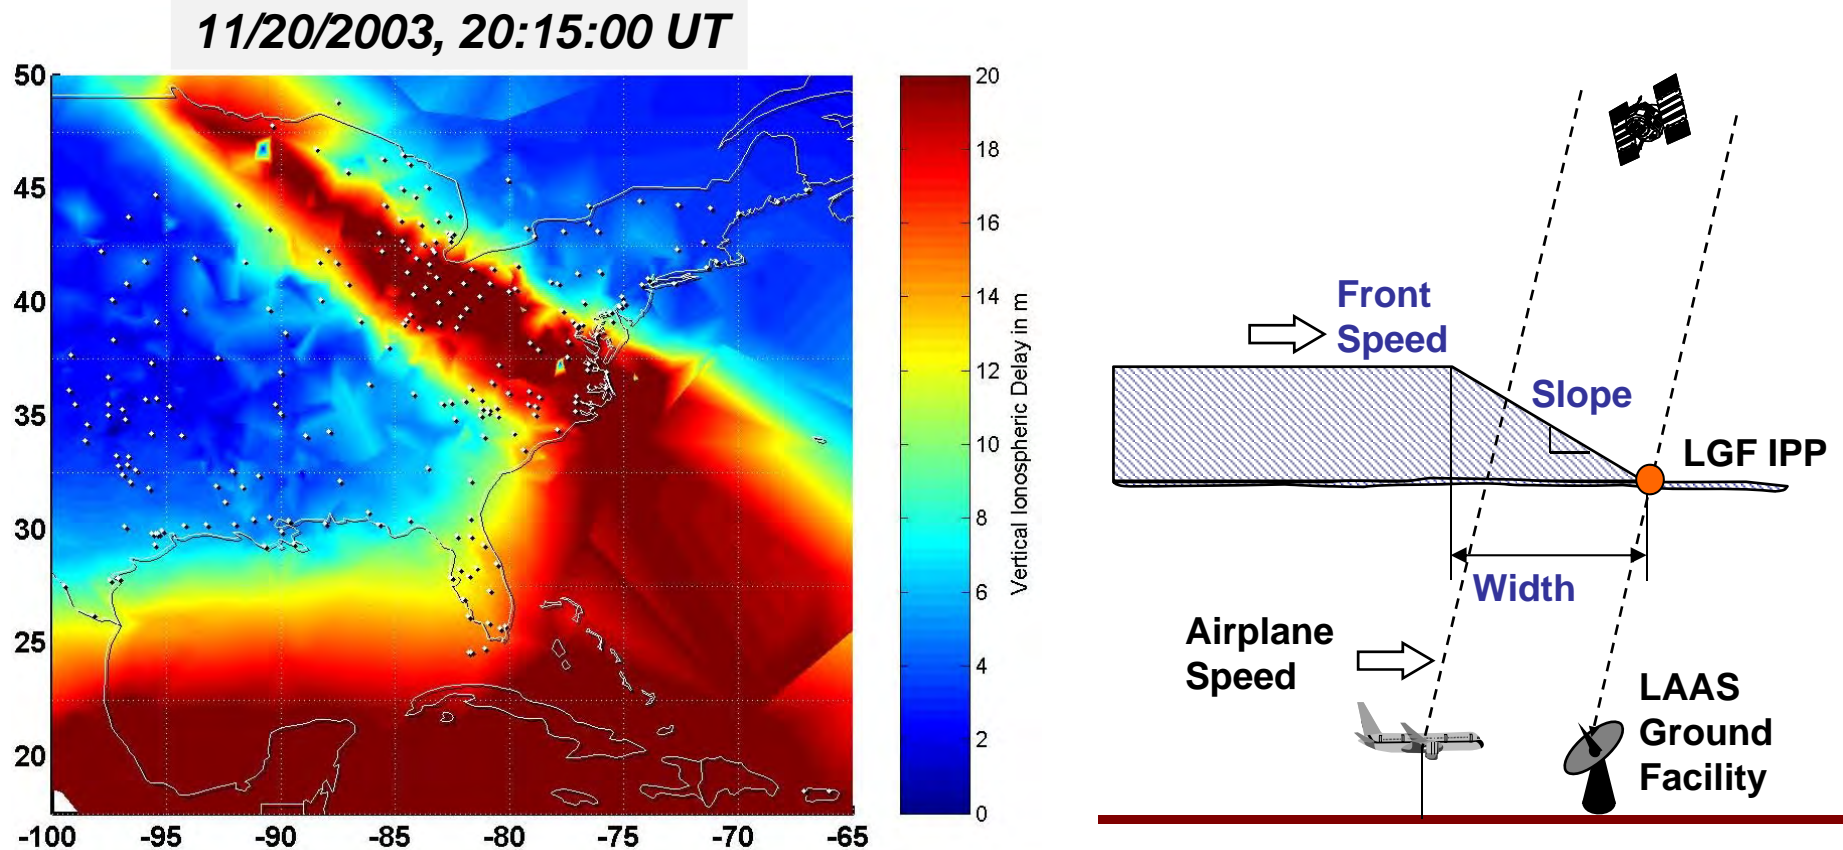 11/20/2003, 20:15:00 UT
50
45
40
35
30
25
20
-100
-95
-90
-85
-80
-75
-70
-65
20
18
16
14
12
10
8
6
4
2
0
Vertical Ionospheric Delay in m
Front
Speed
Slope
LGF IPP
Width
Airplane
Speed
LAAS
Ground
Facility